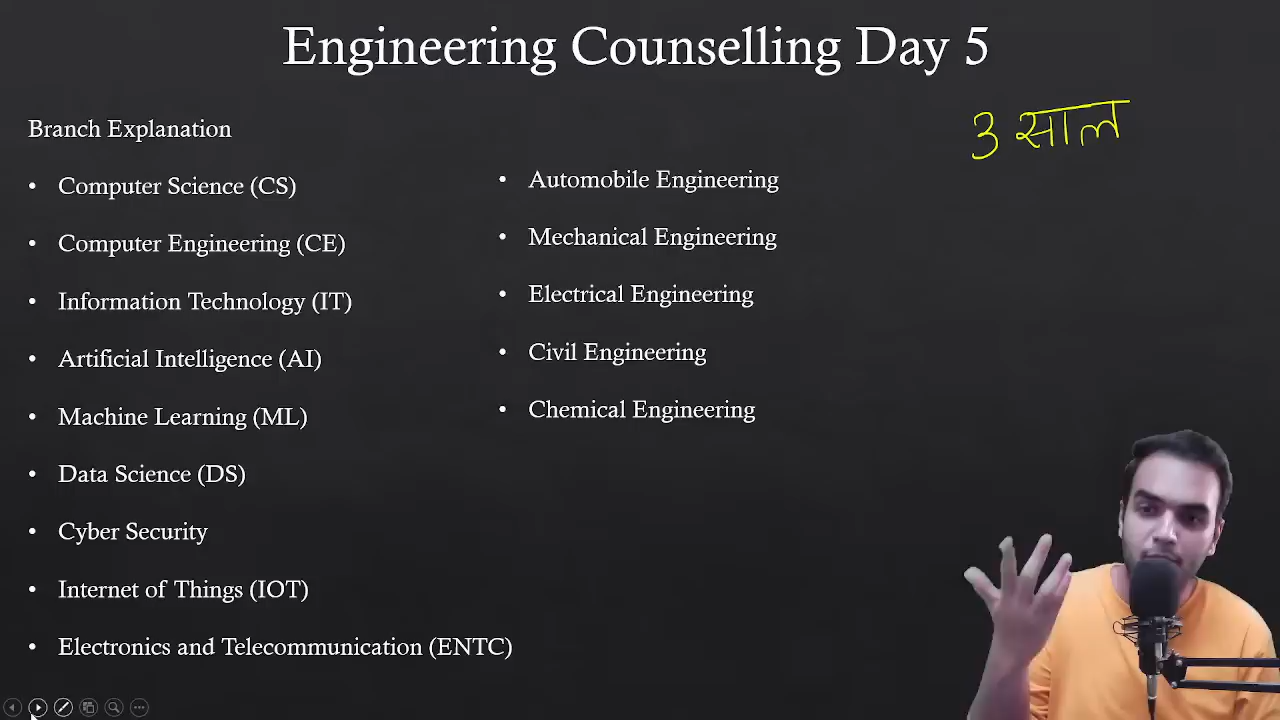 Engineering Counselling Day 5
3 साल
Branch Explanation
• Computer Science (CS)
• Computer Engineering (CE)
• Information Technology (IT)
• Artificial Intelligence (AI)
• Machine Learning (ML)
• Data Science (DS)
• Cyber Security
• Internet of Things (IOT)
• Electronics and Telecommunication (ENTC)
• Automobile Engineering
• Mechanical Engineering
• Electrical Engineering
• Civil Engineering
• Chemical Engineering